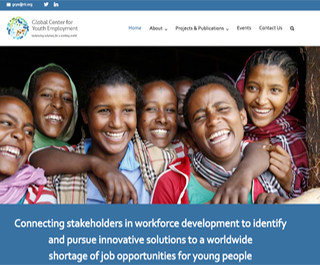 gcye@rti.org
Global Center for
Youth Employment
Home
About
Projects & Publications
Events
Contact Us
Connecting stakeholders in workforce development to identify
and pursue innovative solutions to a worldwide
shortage of job opportunities for young people